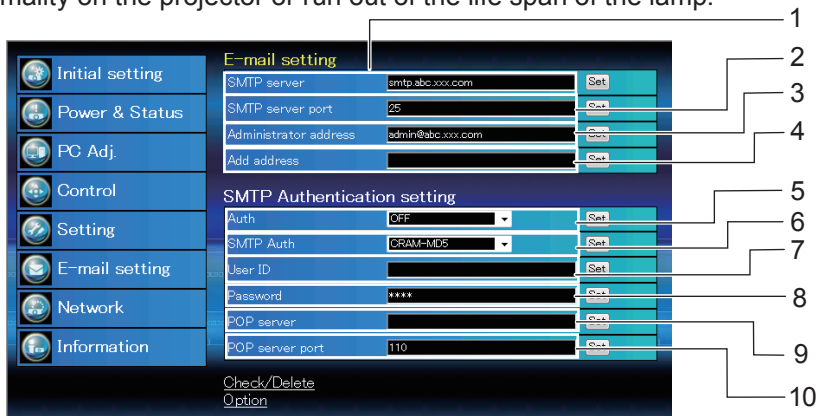 mality on the projector or run out of the life span of the lamp.
1
E-mail setting
Initial setting
SMTP server smtp.abc.xxx.com Set
2
Power & Status
SMTP server port 25 Set
3
Administrator address admin@abc.xxx.com Set
4
PC Adj.
Add address Set
Control
SMTP Authentication setting
5
Auth OFF Set
6
Setting
SMTP Auth CRAM-MD5 Set
7
E-mail setting
User ID Set
Network
Password **** Set
8
POP server Set
9
Information
POP server port 110 Set
10
Check/Delete
Option